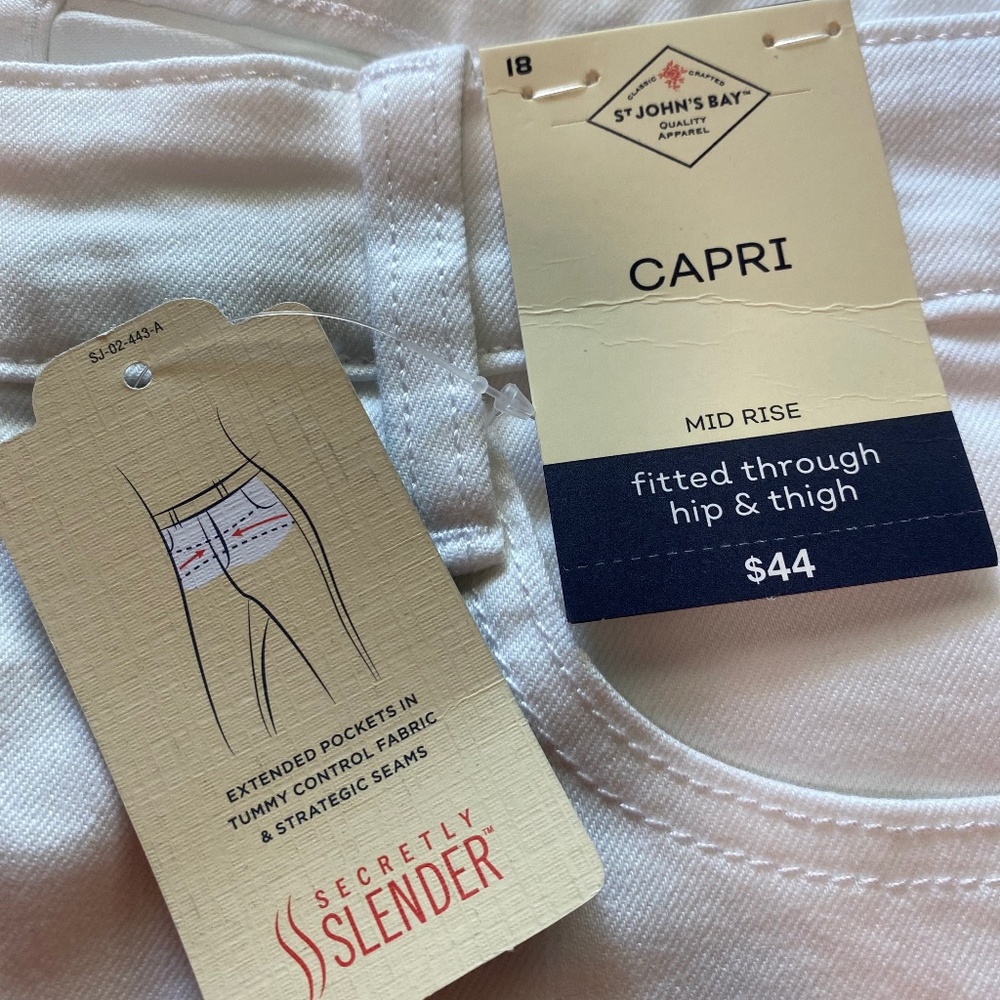 18
CLASSIC CRAFTED
ST JOHN'S BAY™
QUALITY
APPAREL
CAPRI
MID RISE
fitted through
hip & thigh
$44
SJ-02-443-A
EXTENDED POCKETS IN
TUMMY CONTROL FABRIC
& STRATEGIC SEAMS
SECRETLY
SLENDER™